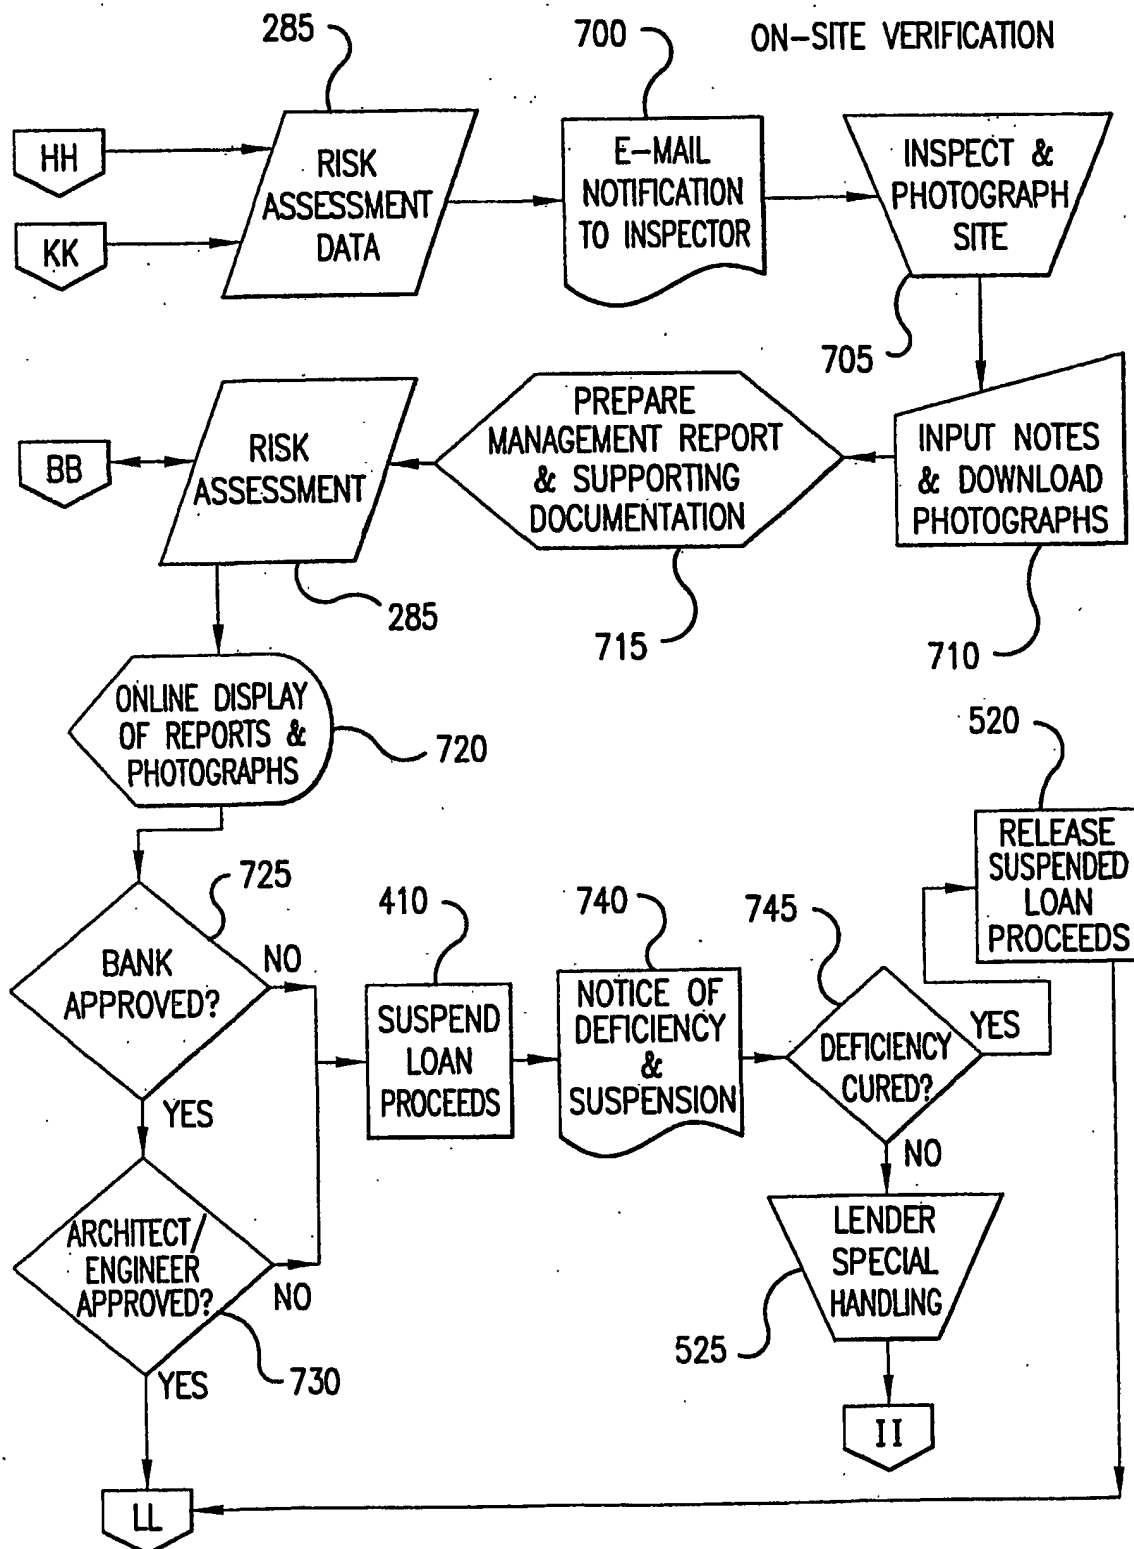 285
700
ON-SITE VERIFICATION
HH
KK
RISK
ASSESSMENT
DATA
E-MAIL
NOTIFICATION
TO INSPECTOR
INSPECT &
PHOTOGRAPH
SITE
705
BB
RISK
ASSESSMENT
285
PREPARE
MANAGEMENT REPORT
& SUPPORTING
DOCUMENTATION
715
INPUT NOTES
& DOWNLOAD
PHOTOGRAPHS
710
ONLINE DISPLAY
OF REPORTS &
PHOTOGRAPHS
720
520
RELEASE
SUSPENDED
LOAN
PROCEEDS
725
BANK
APPROVED?
NO
YES
410
SUSPEND
LOAN
PROCEEDS
740
NOTICE OF
DEFICIENCY
&
SUSPENSION
745
DEFICIENCY
CURED?
YES
NO
ARCHITECT/
ENGINEER
APPROVED?
NO
730
YES
LENDER
SPECIAL
HANDLING
525
II
LL